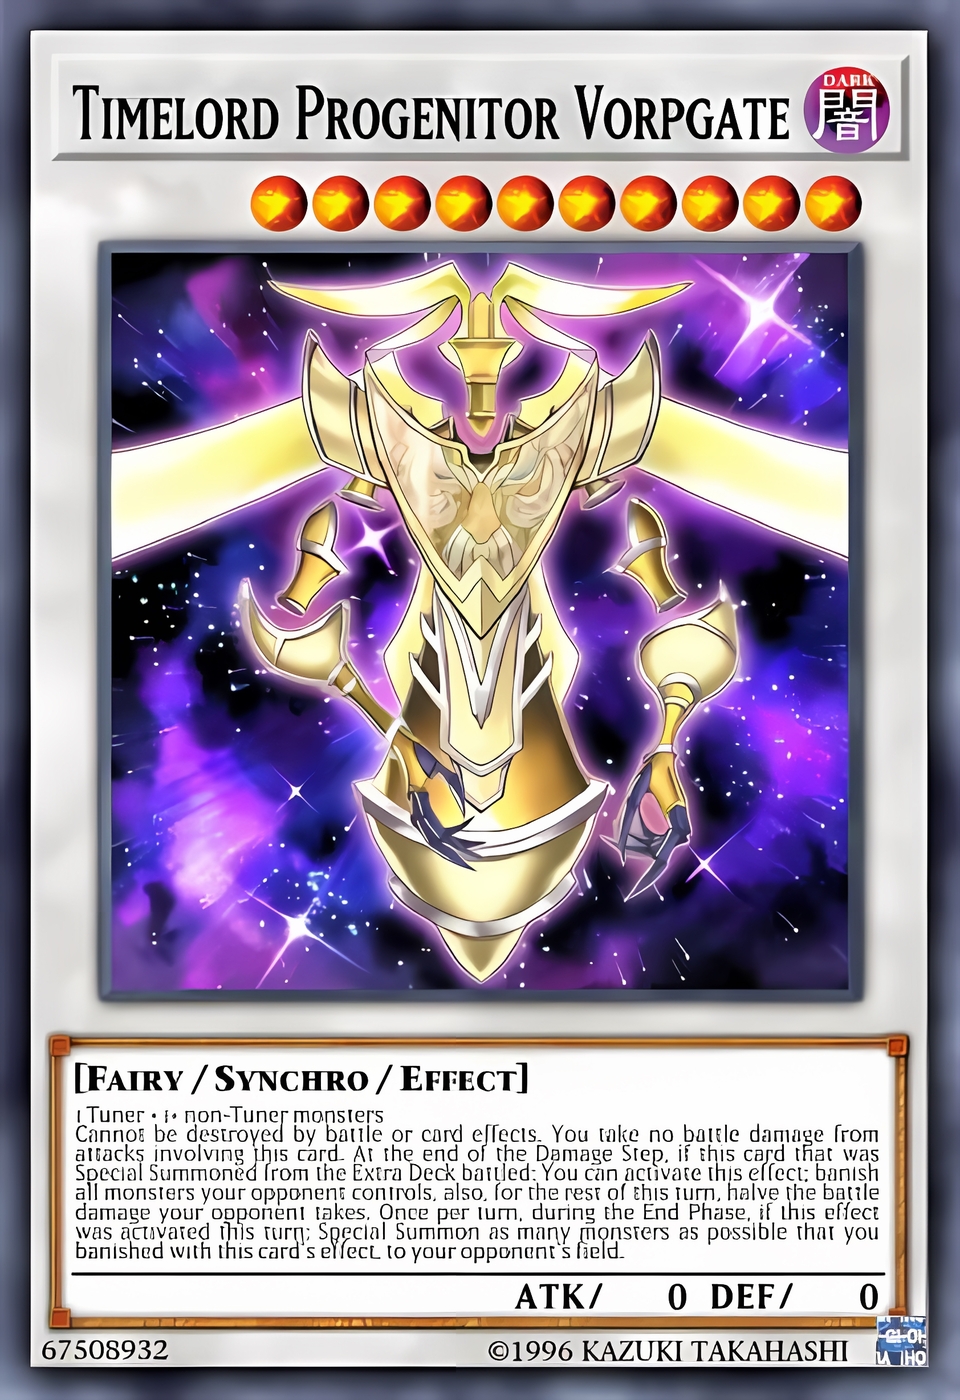 TIMELORD PROGENITOR VORPGATE
DARK
闇
[FAIRY / SYNCHRO / EFFECT]
1 Tuner + 1+ non-Tuner monsters
Cannot be destroyed by battle or card effects. You take no battle damage from
attacks involving this card. At the end of the Damage Step, if this card that was
Special Summoned from the Extra Deck battled: You can activate this effect; banish
all monsters your opponent controls, also, for the rest of this turn, halve the battle
damage your opponent takes. Once per turn, during the End Phase, if this effect
was activated this turn: Special Summon as many monsters as possible that you
banished with this card's effect, to your opponent's field.
ATK/ 0 DEF/ 0
67508932
©1996 KAZUKI TAKAHASHI